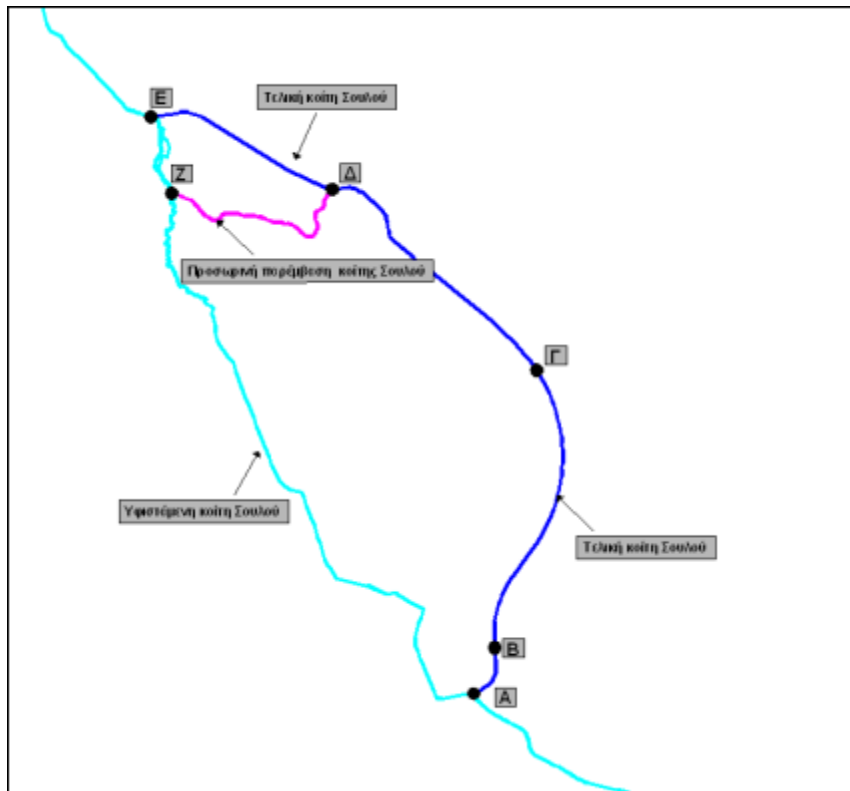 Ε
Τελική κοίτη Σουλού
Ζ
Δ
Προσωρινή παρέμβαση κοίτης Σουλού
Γ
Υφιστάμενη κοίτη Σουλού
Τελική κοίτη Σουλού
Β
Α